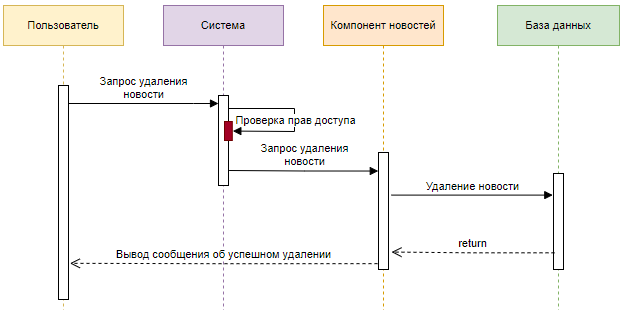 Пользователь
Система
Компонент новостей
База данных
Запрос удаления
новости
Проверка прав доступа
Запрос удаления
новости
Удаление новости
return
Вывод сообщения об успешном удалении